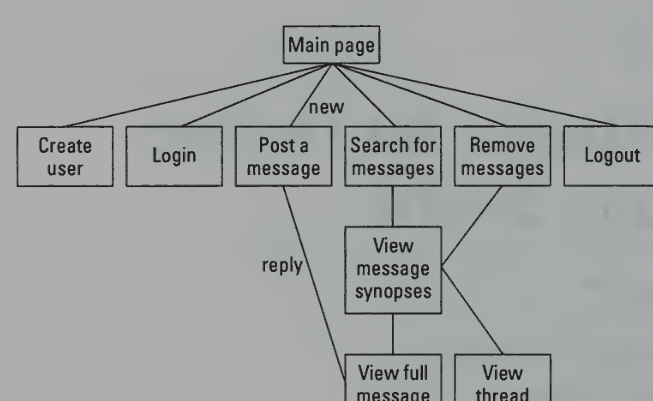 Main page
new
Create
user
Login
Post a
message
Search for
messages
Remove
messages
Logout
View
message
synopses
reply
View full
message
View
thread